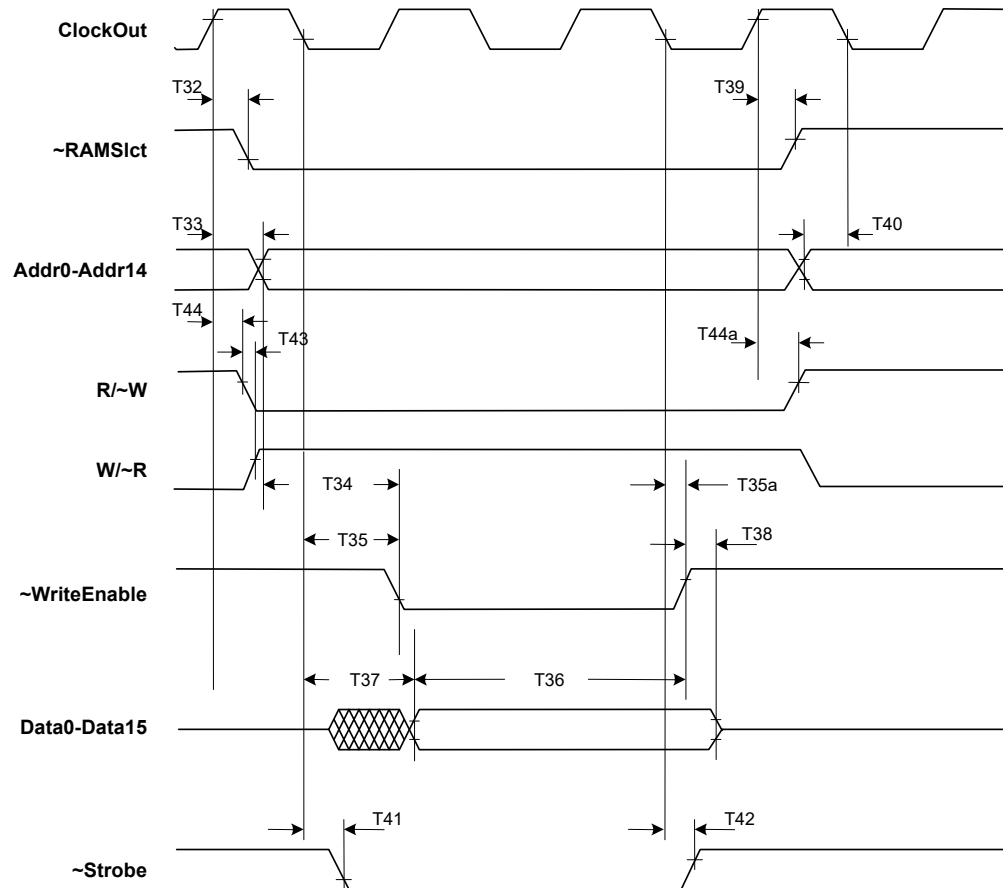 ClockOut
T32
T39
~RAMSlct
T33
T40
Addr0-Addr14
T44
T43
T44a
R/~W
W/~R
T34
T35a
T35
T38
~WriteEnable
T37
T36
Data0-Data15
T41
T42
~Strobe